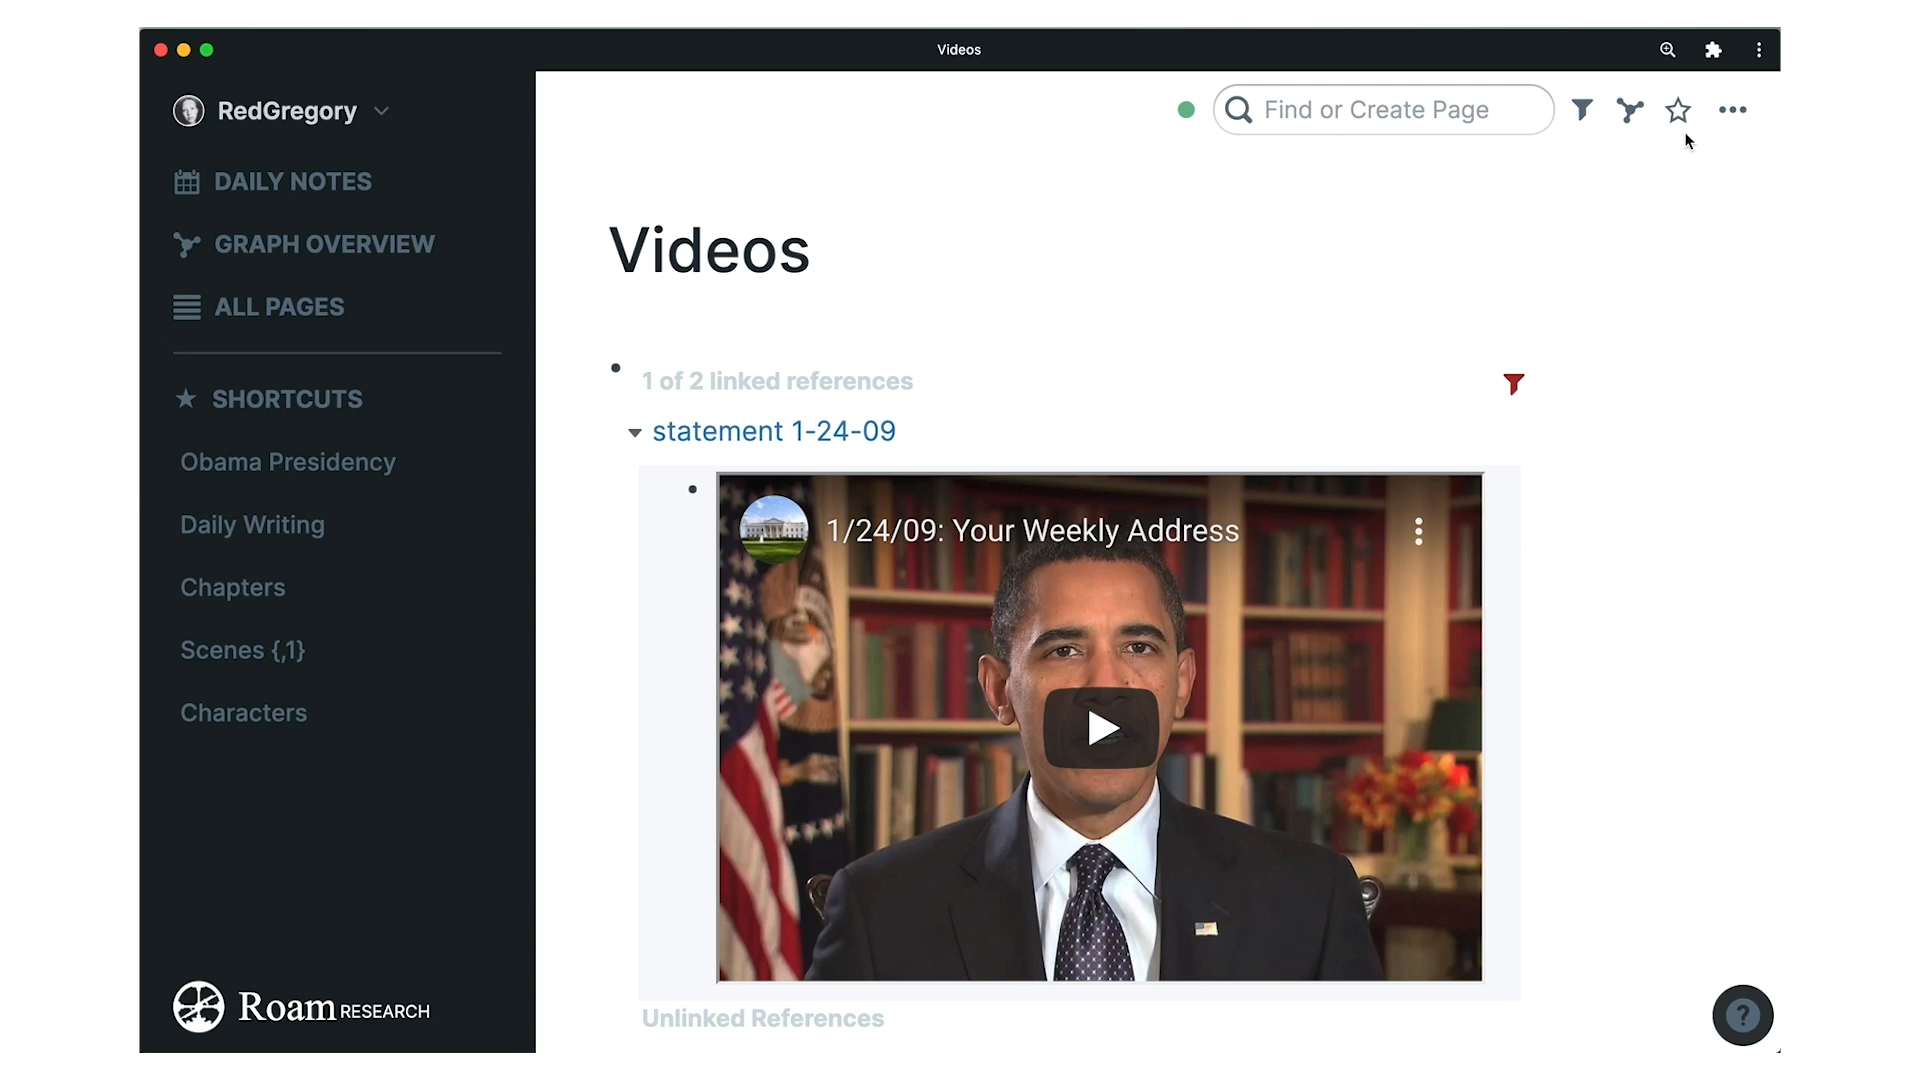 Videos
RedGregory
Find or Create Page
DAILY NOTES
GRAPH OVERVIEW
ALL PAGES
SHORTCUTS
Obama Presidency
Daily Writing
Chapters
Scenes {,1}
Characters
Roam RESEARCH
Videos
1 of 2 linked references
statement 1-24-09
1/24/09: Your Weekly Address
Unlinked References
?